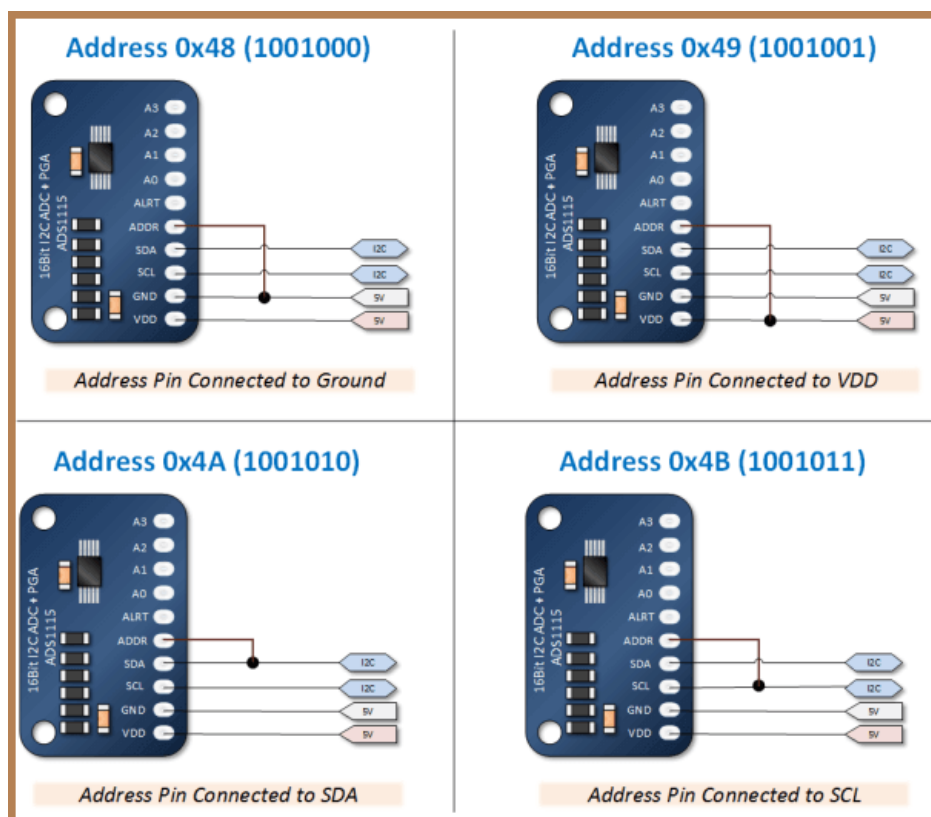 Address 0x48 (1001000)
A3
A2
A1
A0
ALRT
ADDR
SDA
SCL
GND
VDD
16Bit I2C ADC + PGA
ADS1115
I2C
I2C
5V
5V
Address Pin Connected to Ground
Address 0x49 (1001001)
A3
A2
A1
A0
ALRT
ADDR
SDA
SCL
GND
VDD
16Bit I2C ADC + PGA
ADS1115
I2C
I2C
5V
5V
Address Pin Connected to VDD
Address 0x4A (1001010)
A3
A2
A1
A0
ALRT
ADDR
SDA
SCL
GND
VDD
16Bit I2C ADC + PGA
ADS1115
I2C
I2C
5V
5V
Address Pin Connected to SDA
Address 0x4B (1001011)
A3
A2
A1
A0
ALRT
ADDR
SDA
SCL
GND
VDD
16Bit I2C ADC + PGA
ADS1115
I2C
I2C
5V
5V
Address Pin Connected to SCL